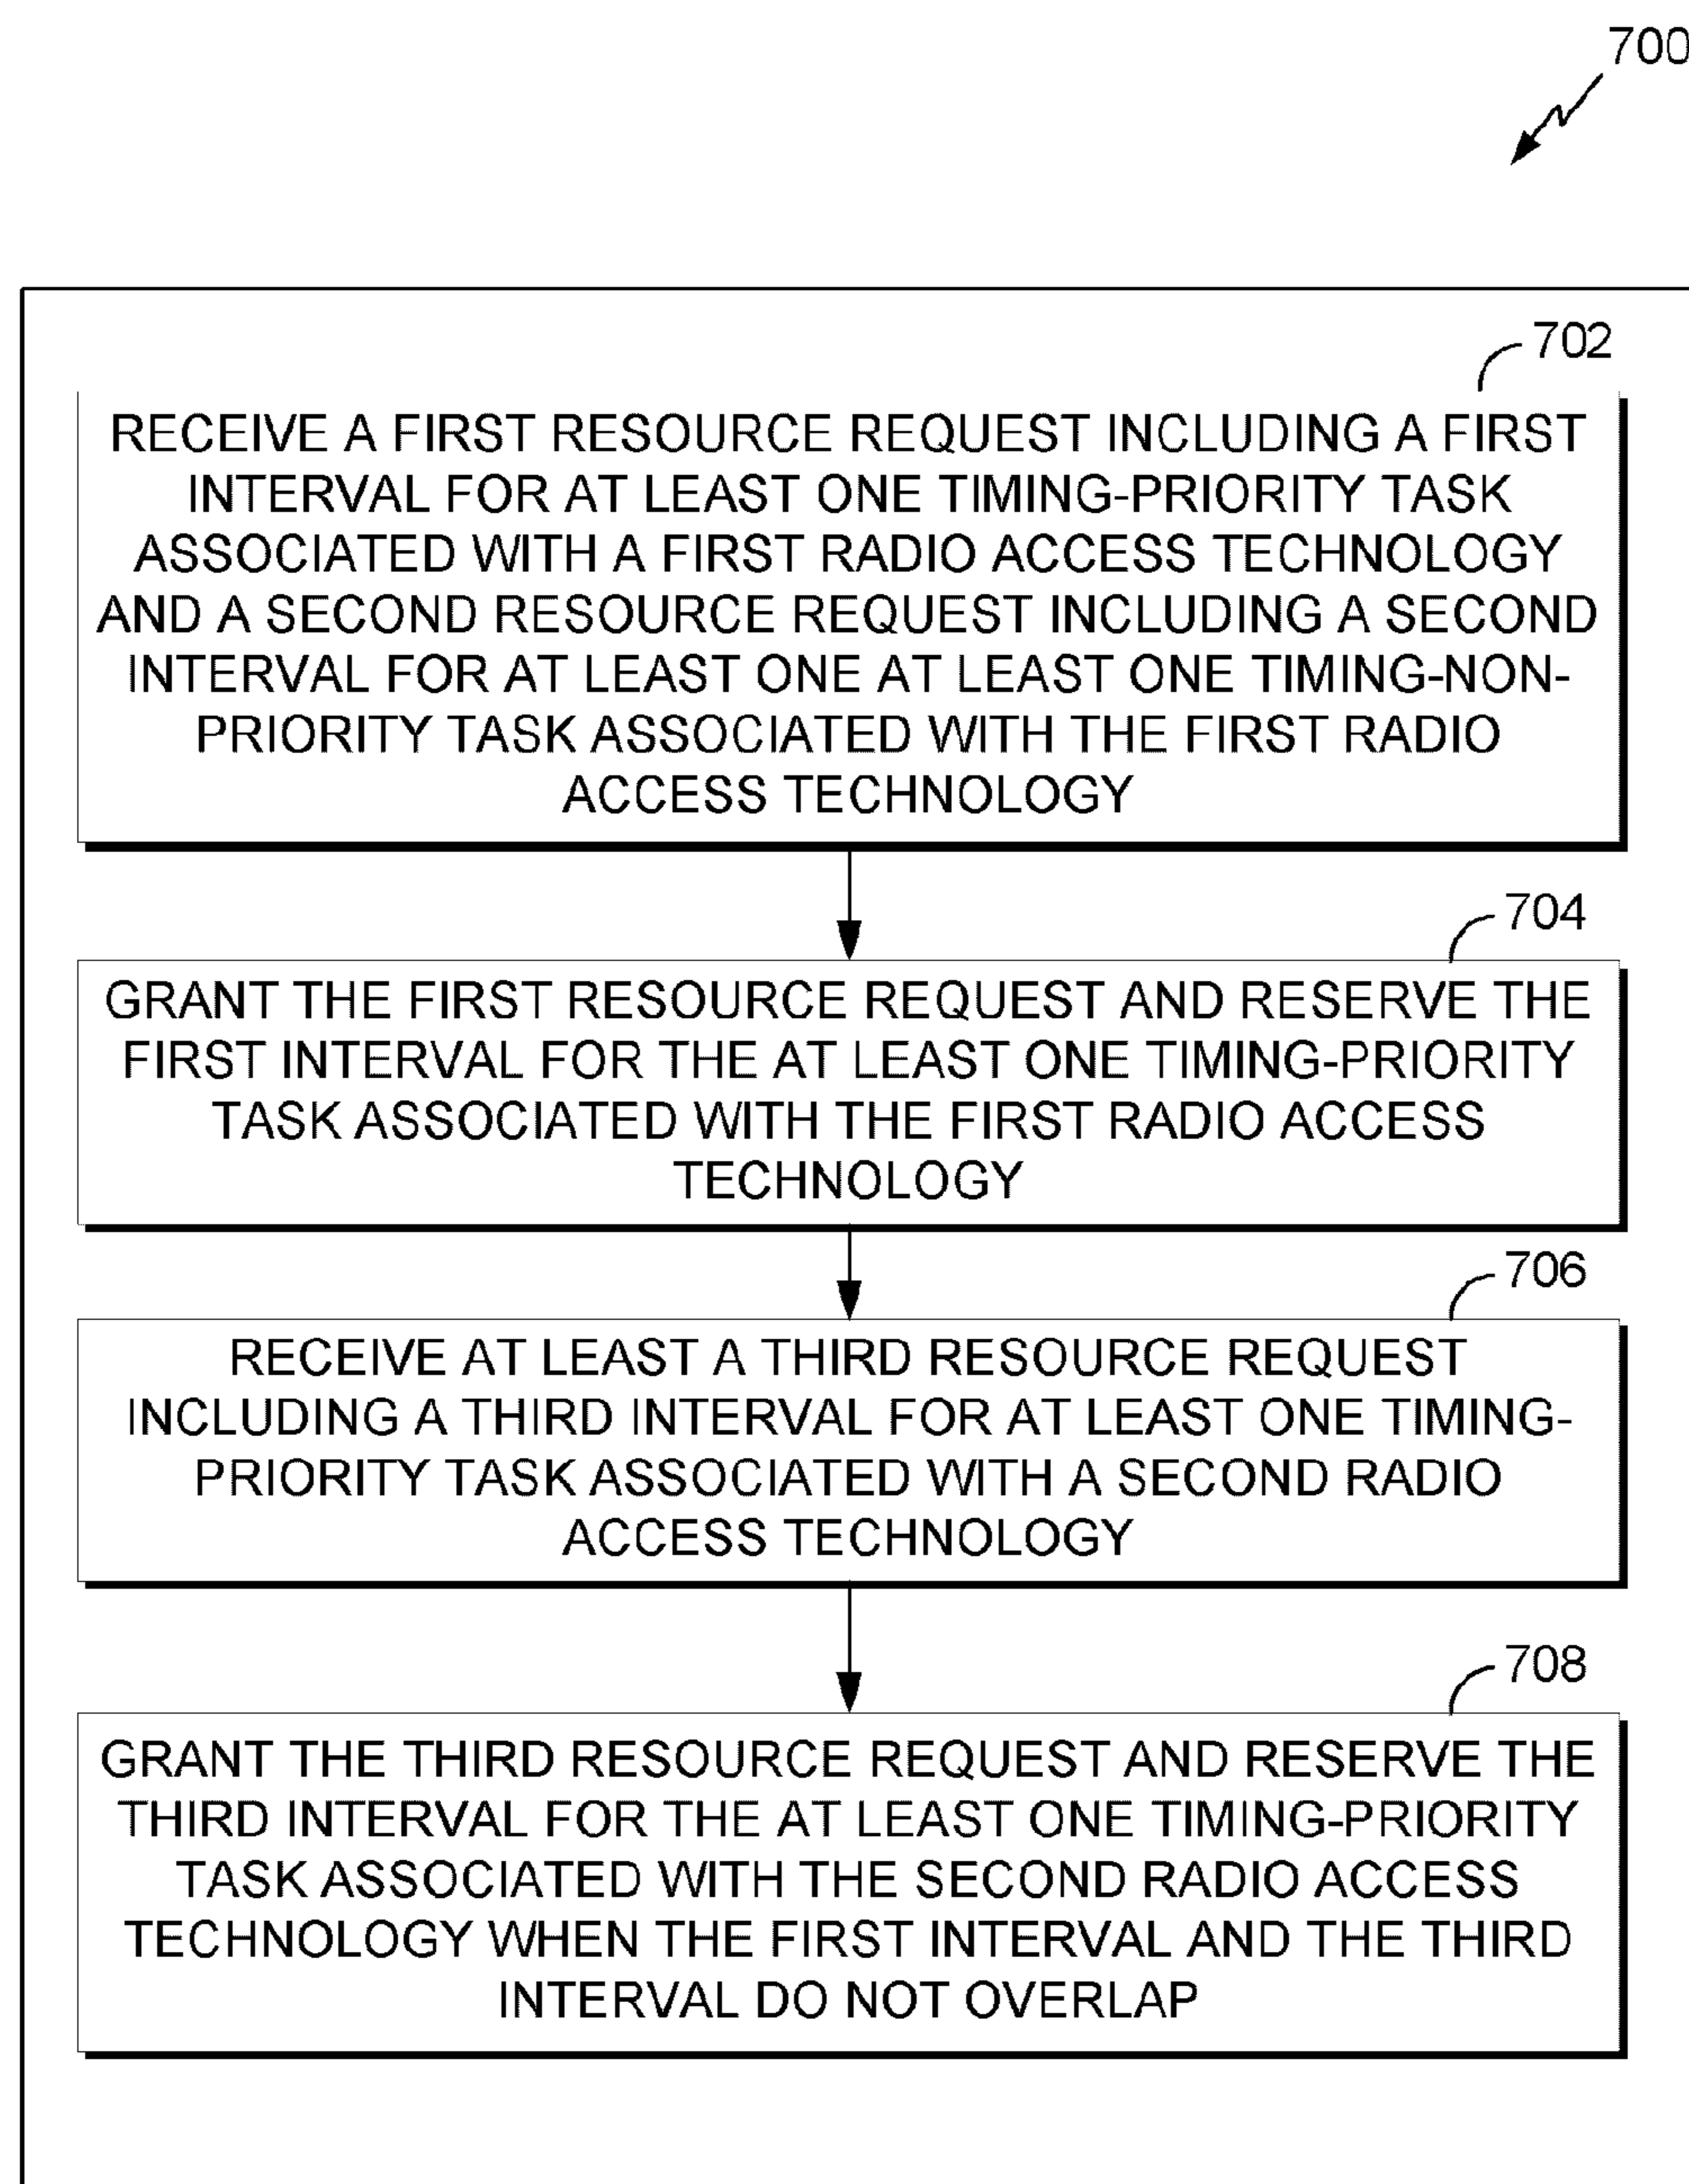 700
702
RECEIVE A FIRST RESOURCE REQUEST INCLUDING A FIRST
INTERVAL FOR AT LEAST ONE TIMING-PRIORITY TASK
ASSOCIATED WITH A FIRST RADIO ACCESS TECHNOLOGY
AND A SECOND RESOURCE REQUEST INCLUDING A SECOND
INTERVAL FOR AT LEAST ONE AT LEAST ONE TIMING-NON-
PRIORITY TASK ASSOCIATED WITH THE FIRST RADIO
ACCESS TECHNOLOGY
704
GRANT THE FIRST RESOURCE REQUEST AND RESERVE THE
FIRST INTERVAL FOR THE AT LEAST ONE TIMING-PRIORITY
TASK ASSOCIATED WITH THE FIRST RADIO ACCESS
TECHNOLOGY
706
RECEIVE AT LEAST A THIRD RESOURCE REQUEST
INCLUDING A THIRD INTERVAL FOR AT LEAST ONE TIMING-
PRIORITY TASK ASSOCIATED WITH A SECOND RADIO
ACCESS TECHNOLOGY
708
GRANT THE THIRD RESOURCE REQUEST AND RESERVE THE
THIRD INTERVAL FOR THE AT LEAST ONE TIMING-PRIORITY
TASK ASSOCIATED WITH THE SECOND RADIO ACCESS
TECHNOLOGY WHEN THE FIRST INTERVAL AND THE THIRD
INTERVAL DO NOT OVERLAP